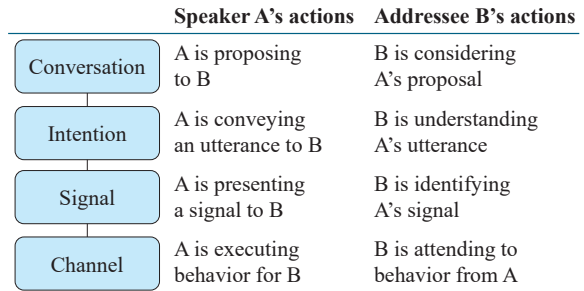 Speaker A's actions Addressee B's actions
Conversation
A is proposing
to B
B is considering
A's proposal
Intention
A is conveying
an utterance to B
B is understanding
A's utterance
Signal
A is presenting
a signal to B
B is identifying
A's signal
Channel
A is executing
behavior for B
B is attending to
behavior from A